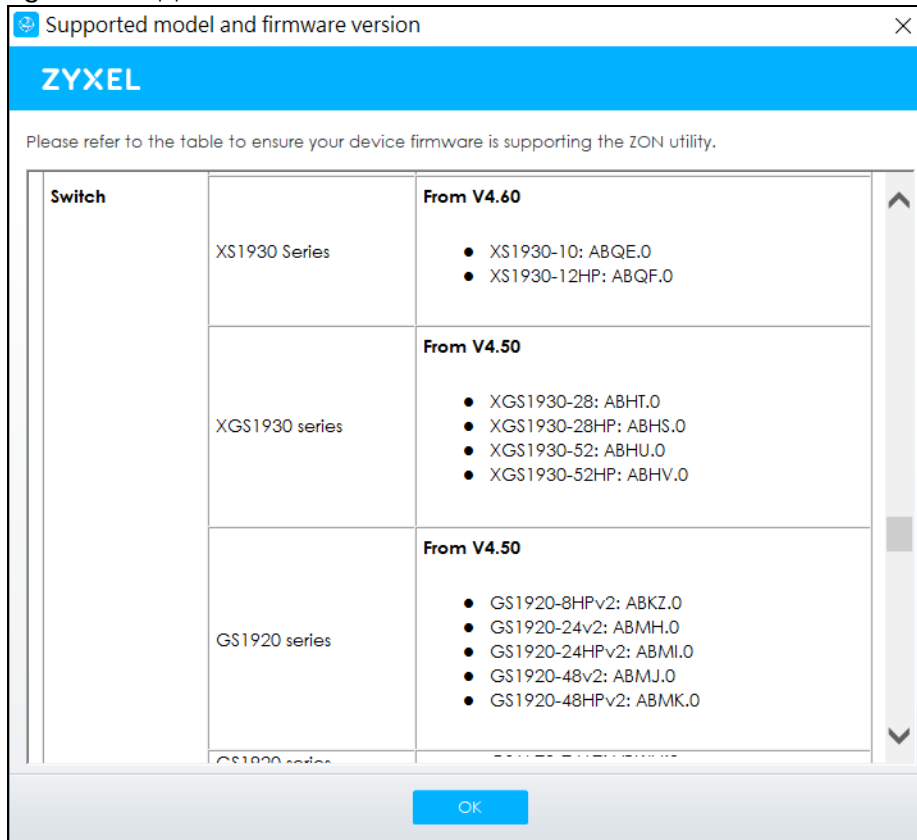 Supported model and firmware version
ZYXEL
Please refer to the table to ensure your device firmware is supporting the ZON utility.
Switch
XS1930 Series
From V4.60
● XS1930-10: ABQE.0
● XS1930-12HP: ABQF.0
XGS1930 series
From V4.50
● XGS1930-28: ABHT.0
● XGS1930-28HP: ABHS.0
● XGS1930-52: ABHU.0
● XGS1930-52HP: ABHV.0
GS1920 series
From V4.50
● GS1920-8HPv2: ABKZ.0
● GS1920-24v2: ABMH.0
● GS1920-24HPv2: ABMI.0
● GS1920-48v2: ABMJ.0
● GS1920-48HPv2: ABMK.0
GS1920 series
OK